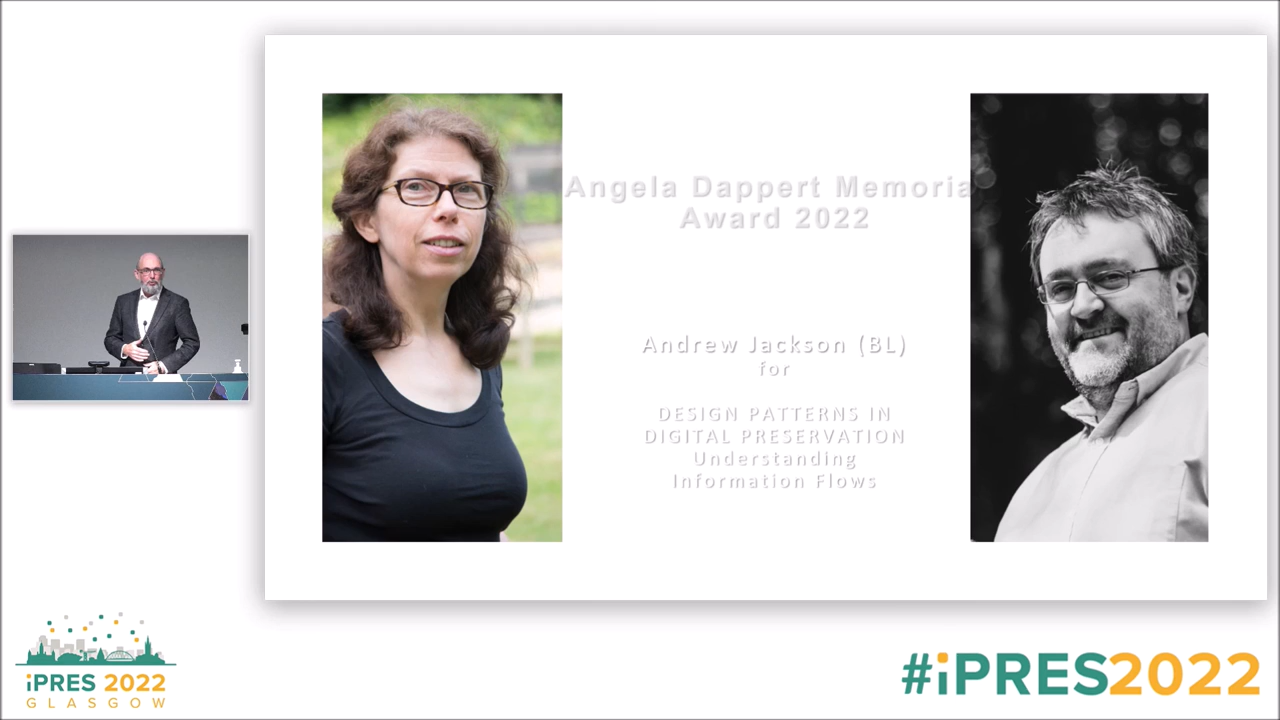 Angela Dappert Memoria
Award 2022
Andrew Jackson (BL)
for
DESIGN PATTERNS IN
DIGITAL PRESERVATION
Understanding
Information Flows
iPRES 2022
GLASGOW
#iPRES2022